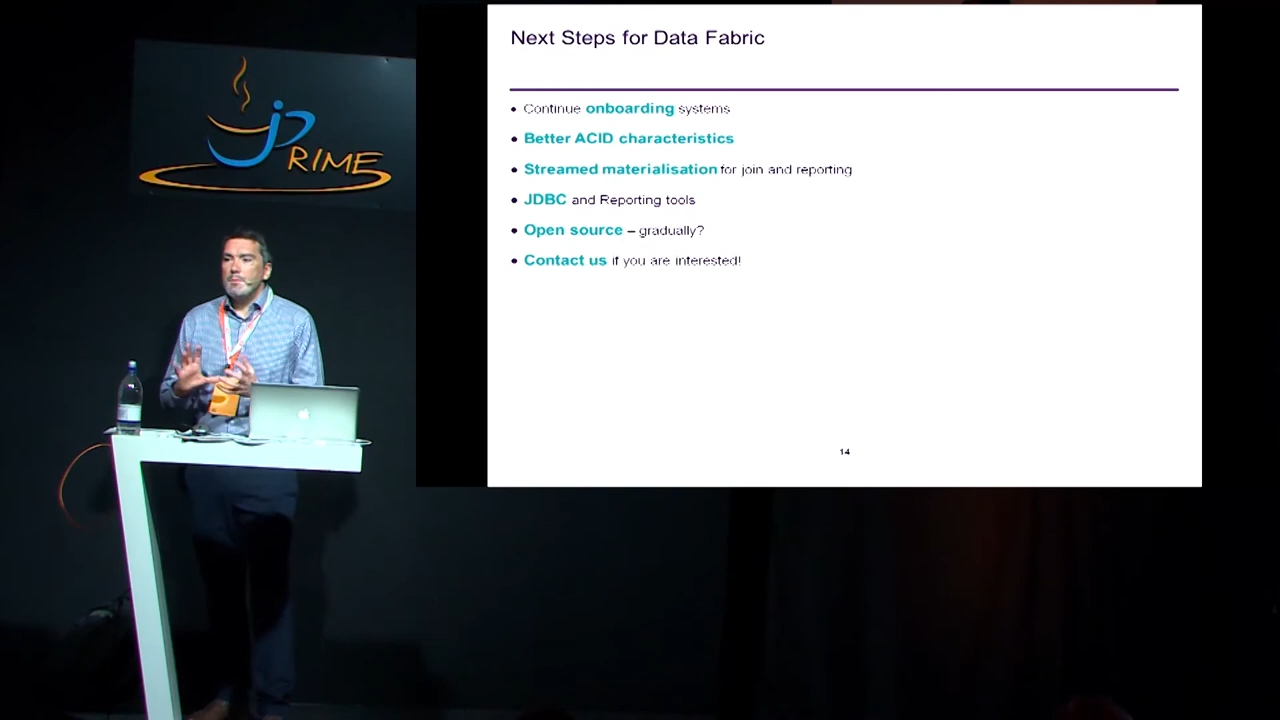 jPRIME
Next Steps for Data Fabric
• Continue onboarding systems
• Better ACID characteristics
• Streamed materialisation for join and reporting
• JDBC and Reporting tools
• Open source – gradually?
• Contact us if you are interested!
14